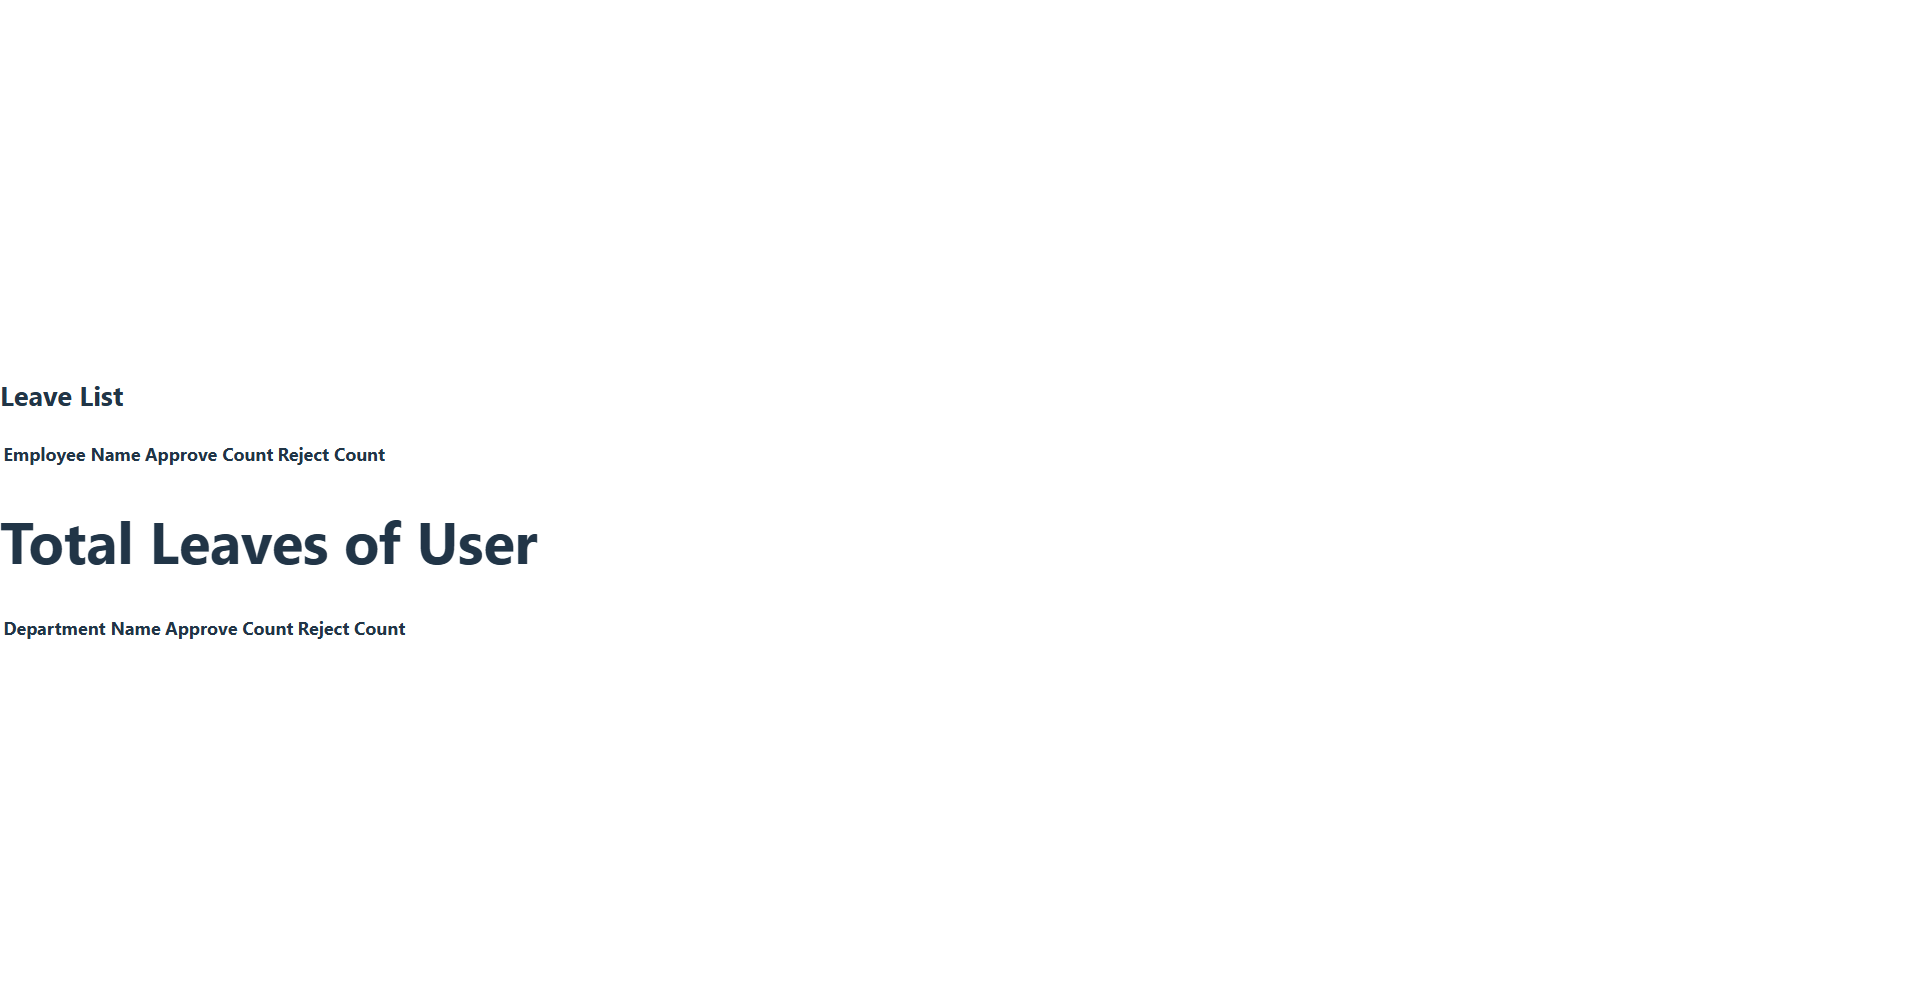 Leave List
Employee Name Approve Count Reject Count
Total Leaves of User
Department Name Approve Count Reject Count